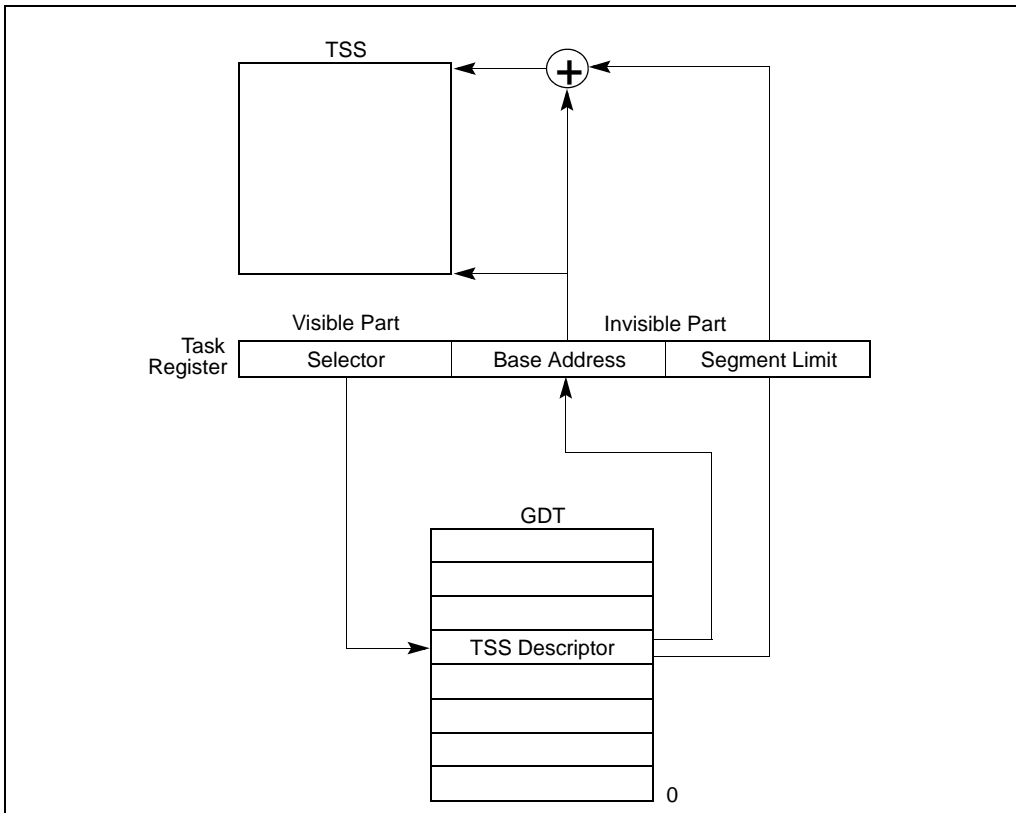 TSS
+
Visible Part
Invisible Part
Task
Register
Selector
Base Address
Segment Limit
GDT
TSS Descriptor
0